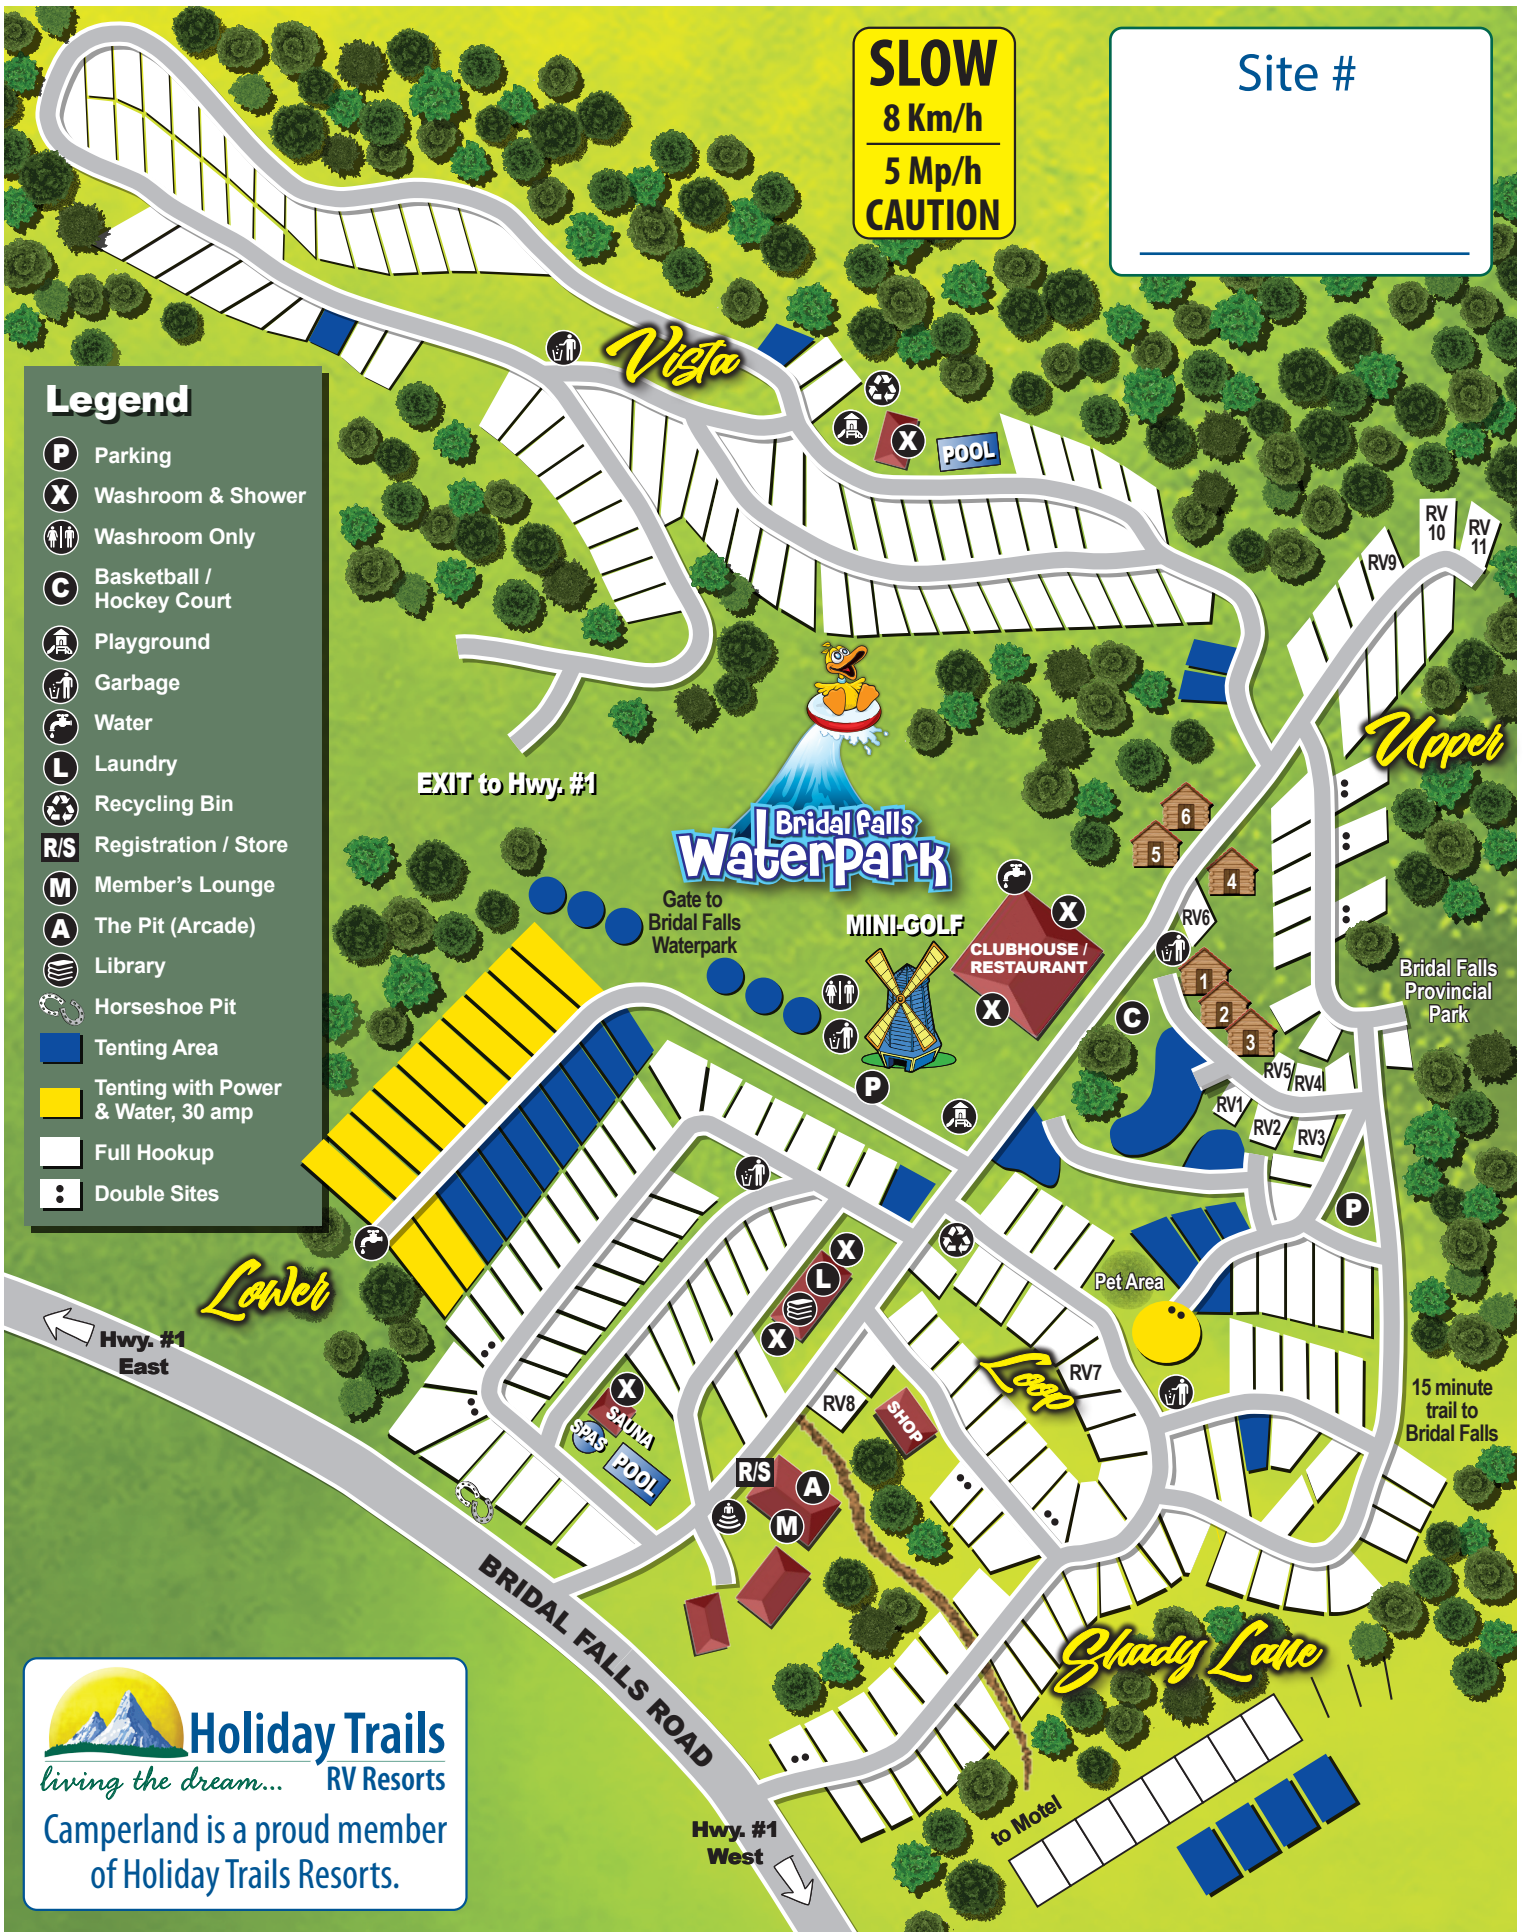 SLOW
8 Km/h
5 Mp/h
CAUTION
Site #
Vista
POOL
X
Legend
P Parking
X Washroom & Shower
Washroom Only
C Basketball /
Hockey Court
Playground
Garbage
Water
L Laundry
Recycling Bin
R/S Registration / Store
M Member's Lounge
A The Pit (Arcade)
Library
Horseshoe Pit
Tenting Area
Tenting with Power
& Water, 30 amp
Full Hookup
Double Sites
RV
10
RV
11
RV9
Upper
EXIT to Hwy. #1
Bridal Falls
Waterpark
Gate to
Bridal Falls
Waterpark
MINI-GOLF
CLUBHOUSE /
RESTAURANT
X
X
6
5
4
RV6
1
2
3
C
Bridal Falls
Provincial
Park
RV5
RV4
RV1
RV2
RV3
P
P
Lower
Hwy. #1
East
X
L
X
Pet Area
Loop
RV7
RV8
SHOP
15 minute
trail to
Bridal Falls
X
SAUNA
SPAS
POOL
R/S
A
M
BRIDAL FALLS ROAD
Shady Lane
to Motel
Hwy. #1
West
Holiday Trails
living the dream...
RV Resorts
Camperland is a proud member
of Holiday Trails Resorts.